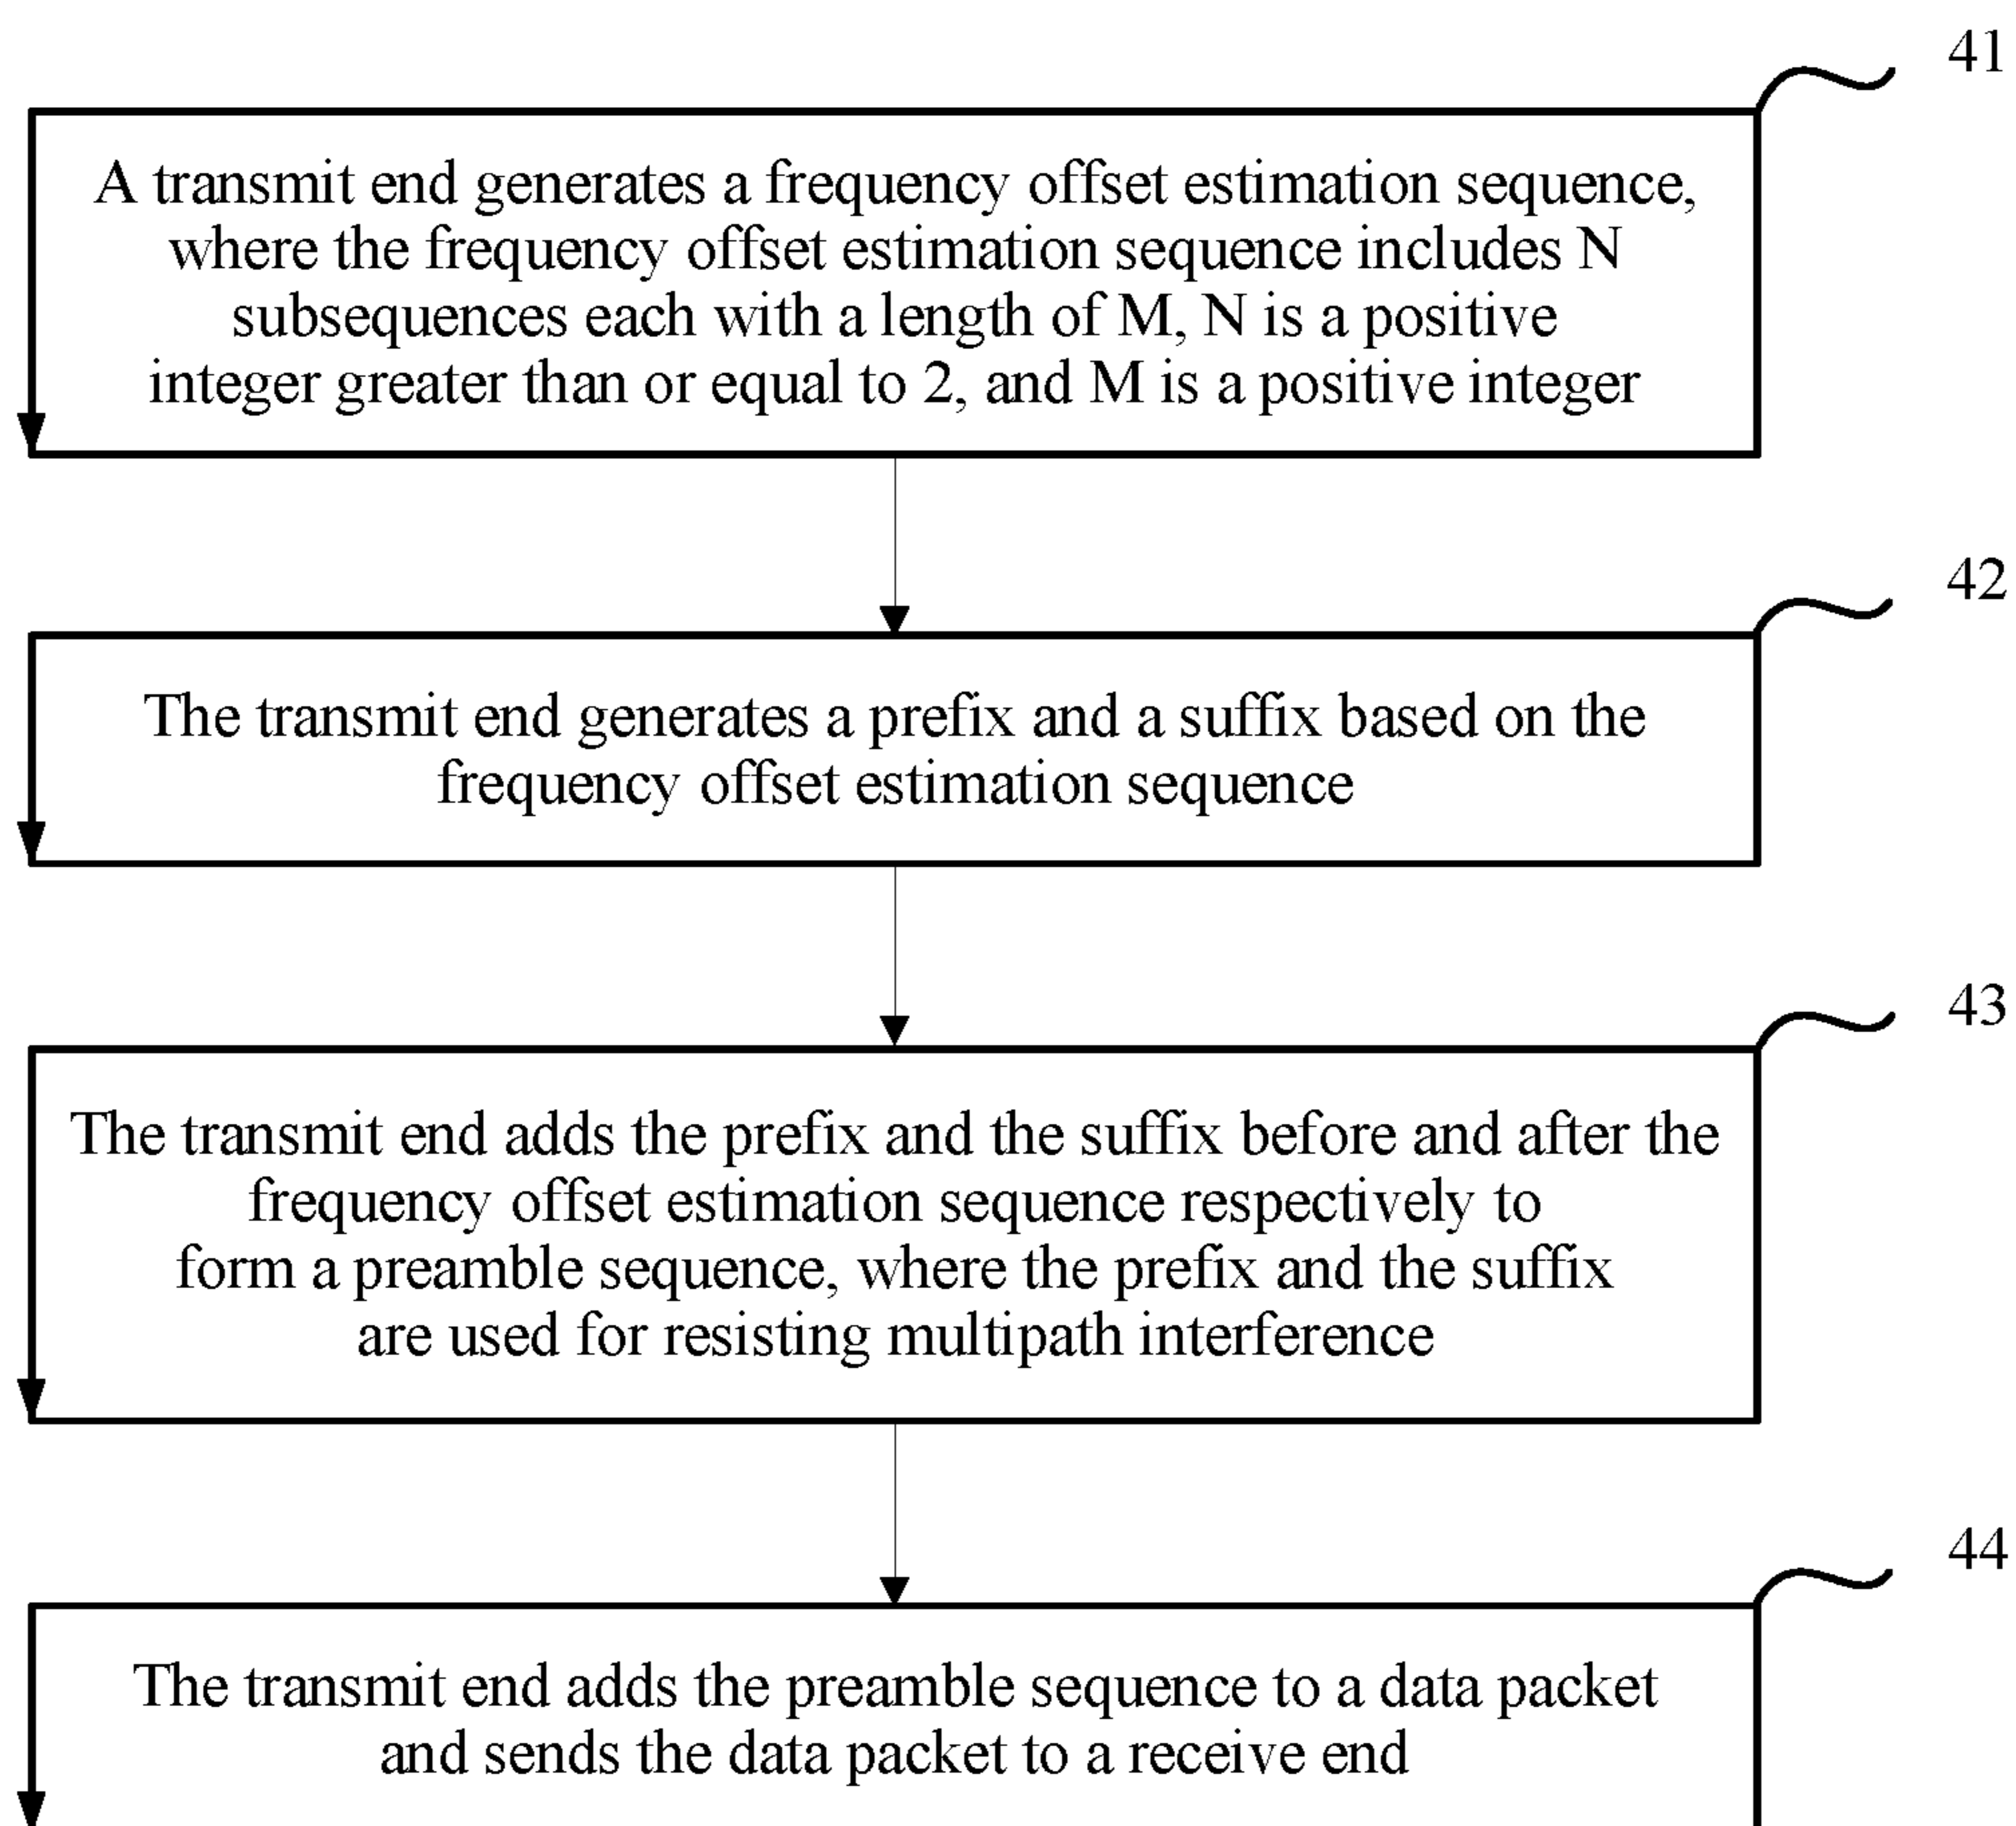 41
A transmit end generates a frequency offset estimation sequence,
where the frequency offset estimation sequence includes N
subsequences each with a length of M, N is a positive
integer greater than or equal to 2, and M is a positive integer
42
The transmit end generates a prefix and a suffix based on the
frequency offset estimation sequence
43
The transmit end adds the prefix and the suffix before and after the
frequency offset estimation sequence respectively to
form a preamble sequence, where the prefix and the suffix
are used for resisting multipath interference
44
The transmit end adds the preamble sequence to a data packet
and sends the data packet to a receive end